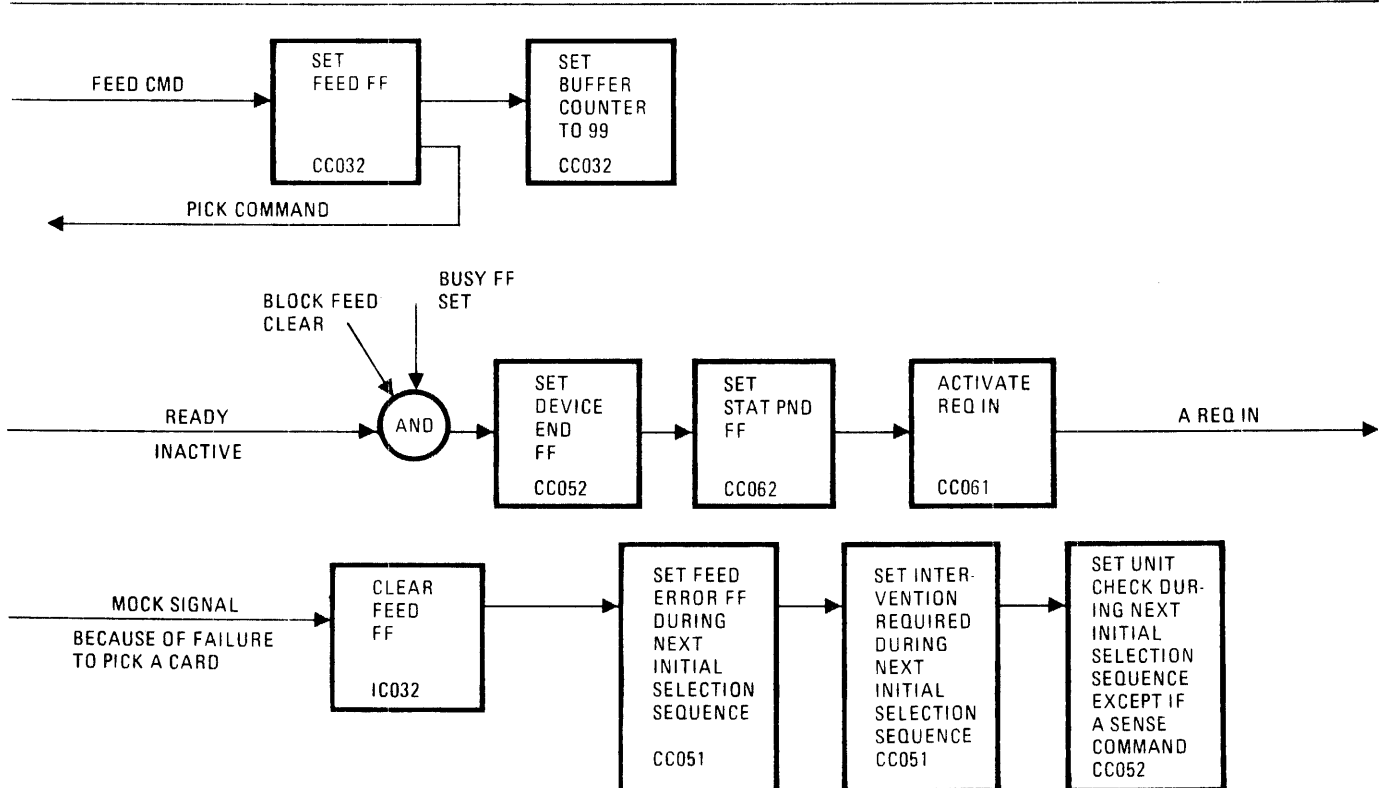 FEED CMD
SET
FEED FF
CC032
SET
BUFFER
COUNTER
TO 99
CC032
PICK COMMAND
BLOCK FEED
CLEAR
BUSY FF
SET
READY
INACTIVE
AND
SET
DEVICE
END
FF
CC052
SET
STAT PND
FF
CC062
ACTIVATE
REQ IN
CC061
A REQ IN
MOCK SIGNAL
BECAUSE OF FAILURE
TO PICK A CARD
CLEAR
FEED
FF
IC032
SET FEED
ERROR FF
DURING
NEXT
INITIAL
SELECTION
SEQUENCE
CC051
SET INTER-
VENTION
REQUIRED
DURING
NEXT
INITIAL
SELECTION
SEQUENCE
CC051
SET UNIT
CHECK DUR-
ING NEXT
INITIAL
SELECTION
SEQUENCE
EXCEPT IF
A SENSE
COMMAND
CC052